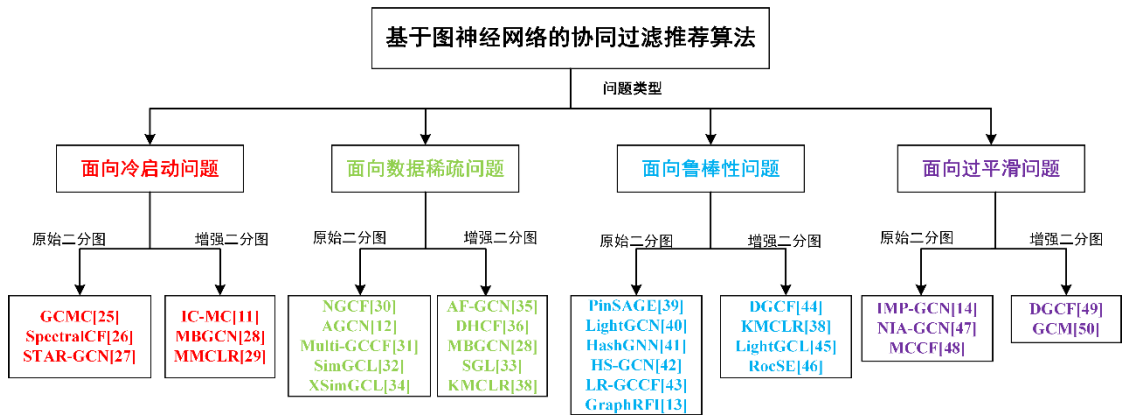 基于图神经网络的协同过滤推荐算法
问题类型
面向冷启动问题
面向数据稀疏问题
面向鲁棒性问题
面向过平滑问题
原始二分图
增强二分图
原始二分图
增强二分图
原始二分图
增强二分图
原始二分图
增强二分图
GCMC[25]
SpectralCF[26]
STAR-GCN[27]
IC-MC[11]
MBGCN[28]
MMCLR[29]
NGCF[30]
AGCN[12]
Multi-GCCF[31]
SimGCL[32]
XSimGCL[34]
AF-GCN[35]
DHCF[36]
MBGCN[28]
SGL[33]
KMCLR[38]
PinSAGE[39]
LightGCN[40]
HashGNN[41]
HS-GCN[42]
LR-GCCF[43]
GraphRFI[13]
DGCF[44]
KMCLR[38]
LightGCL[45]
RocSE[46]
IMP-GCN[14]
NIA-GCN[47]
MCCF[48]
DGCF[49]
GCM[50]